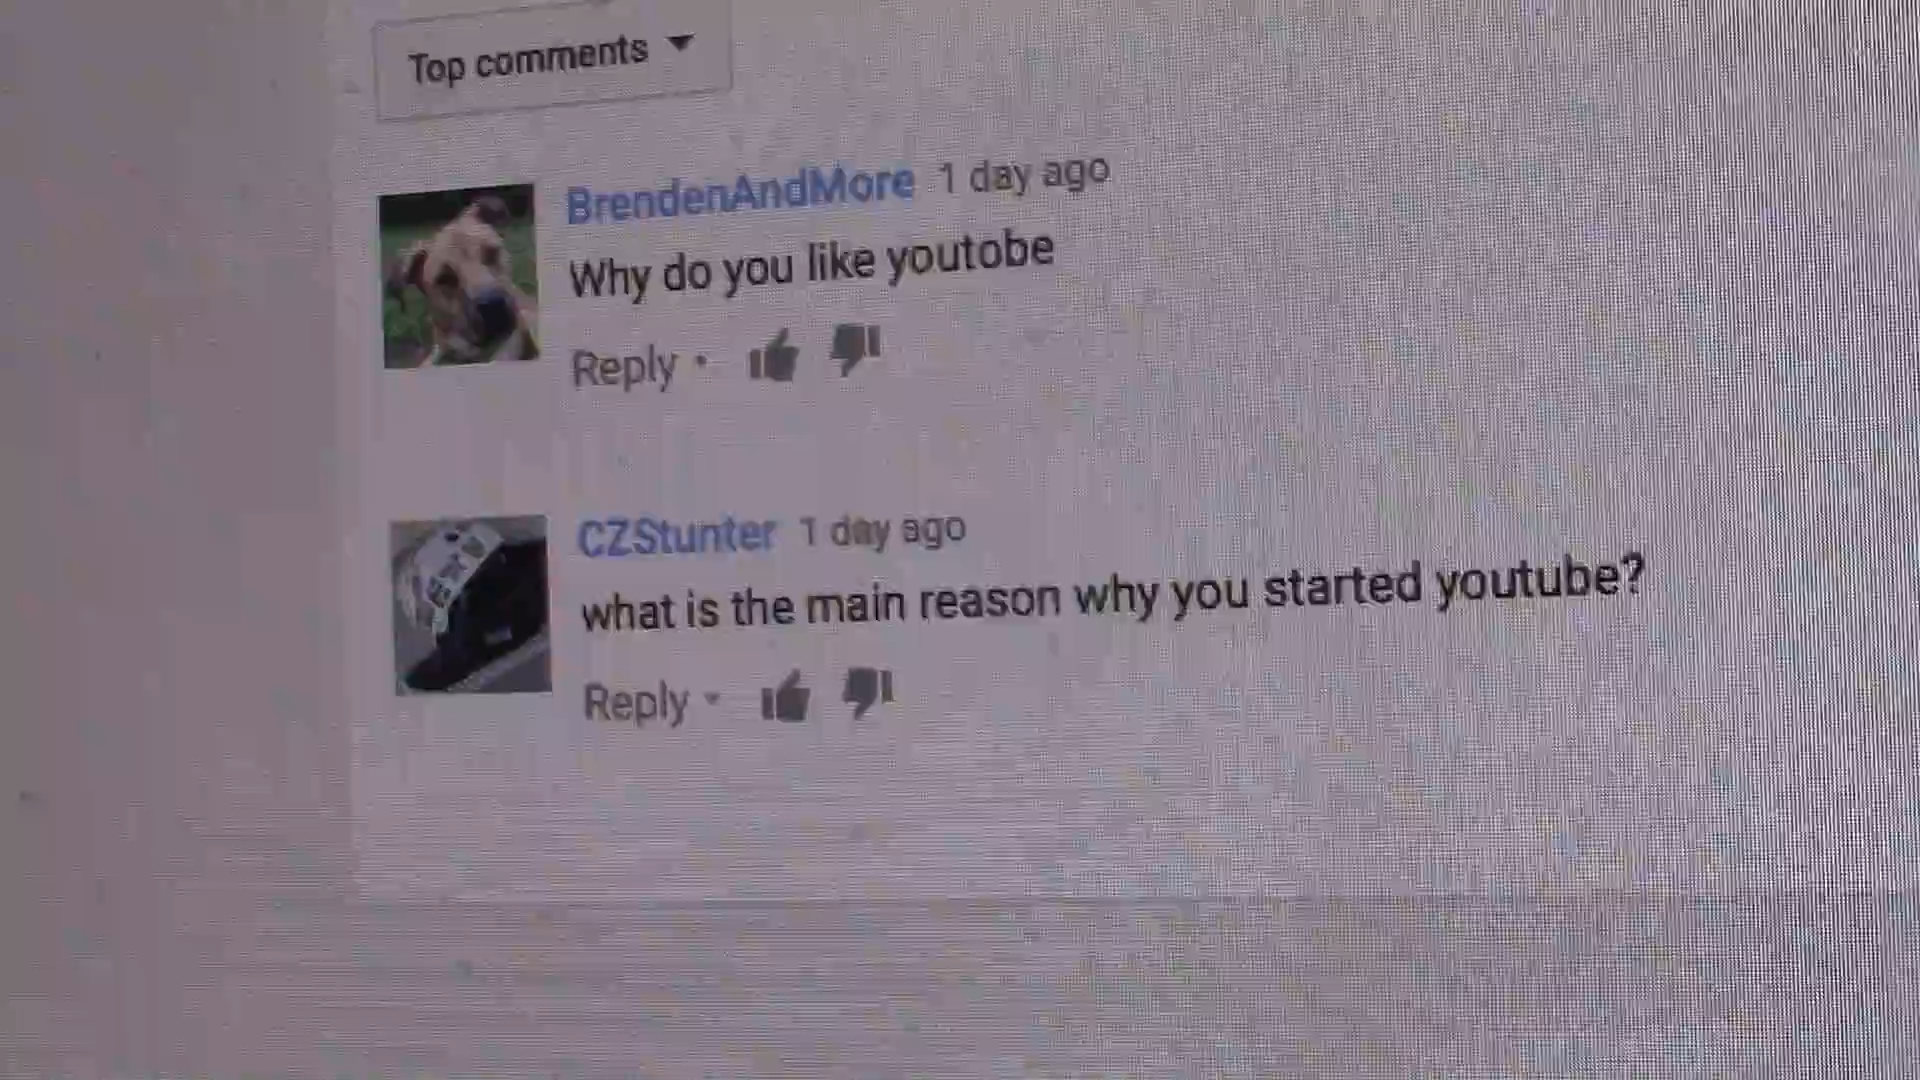 Top comments
BrendenAndMore 1 day ago
Why do you like youtobe
Reply •
CZStunter 1 day ago
what is the main reason why you started youtube?
Reply •